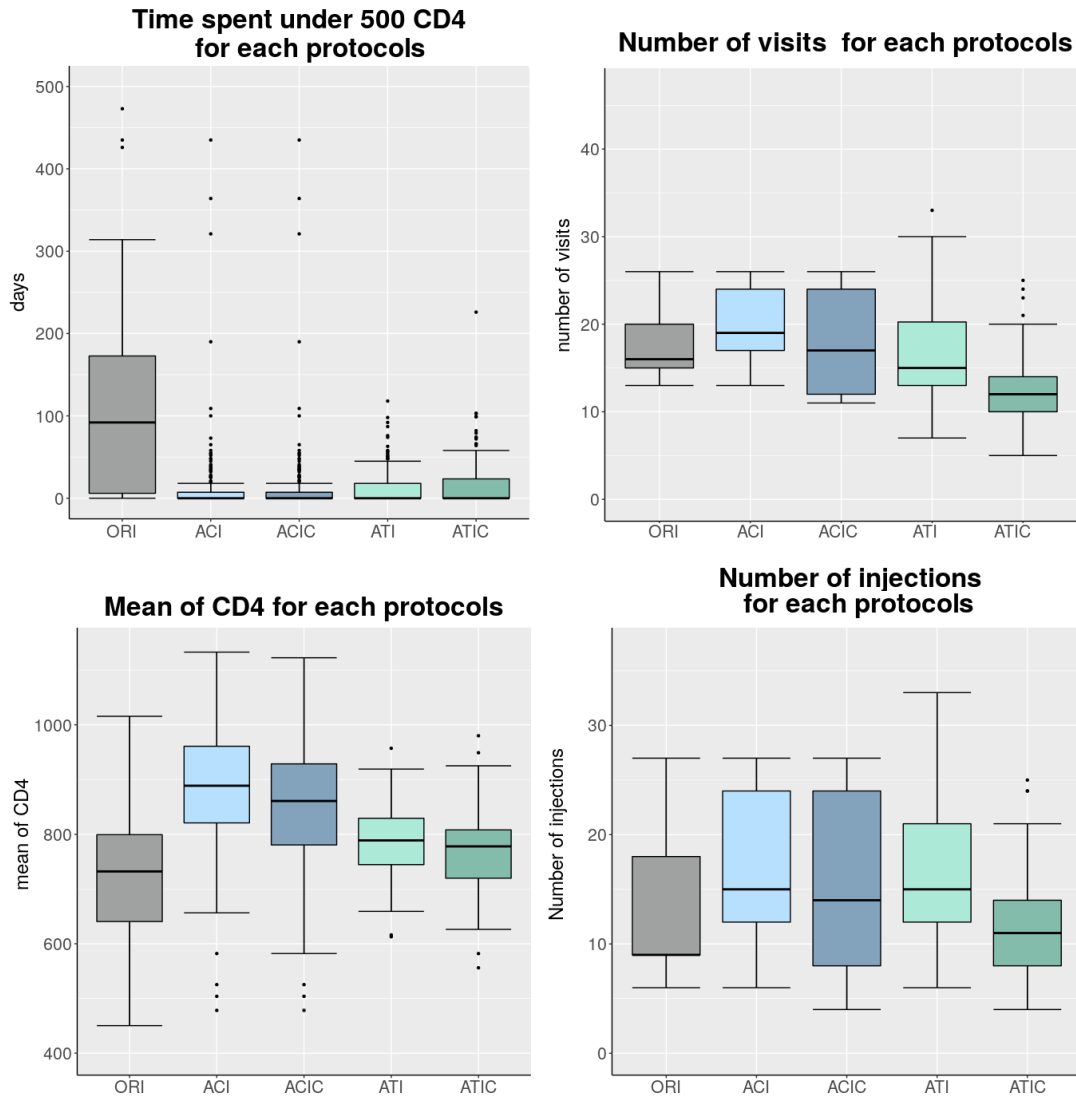 Time spent under 500 CD4
for each protocols
500
400
300
200
100
0
days
ORI ACI ACIC ATI ATIC
Number of visits for each protocols
40
30
20
10
0
number of visits
ORI ACI ACIC ATI ATIC
Mean of CD4 for each protocols
1000
800
600
400
mean of CD4
ORI ACI ACIC ATI ATIC
Number of injections
for each protocols
30
20
10
0
Number of injections
ORI ACI ACIC ATI ATIC